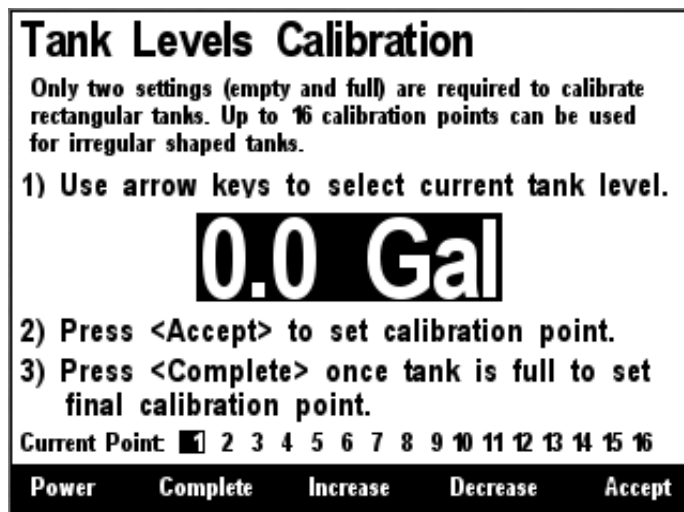 Tank Levels Calibration
Only two settings (empty and full) are required to calibrate
rectangular tanks. Up to 16 calibration points can be used
for irregular shaped tanks.
1) Use arrow keys to select current tank level.
0.0 Gal
2) Press <Accept> to set calibration point.
3) Press <Complete> once tank is full to set
final calibration point.
Current Point: 1 2 3 4 5 6 7 8 9 10 11 12 13 14 15 16
Power Complete Increase Decrease Accept